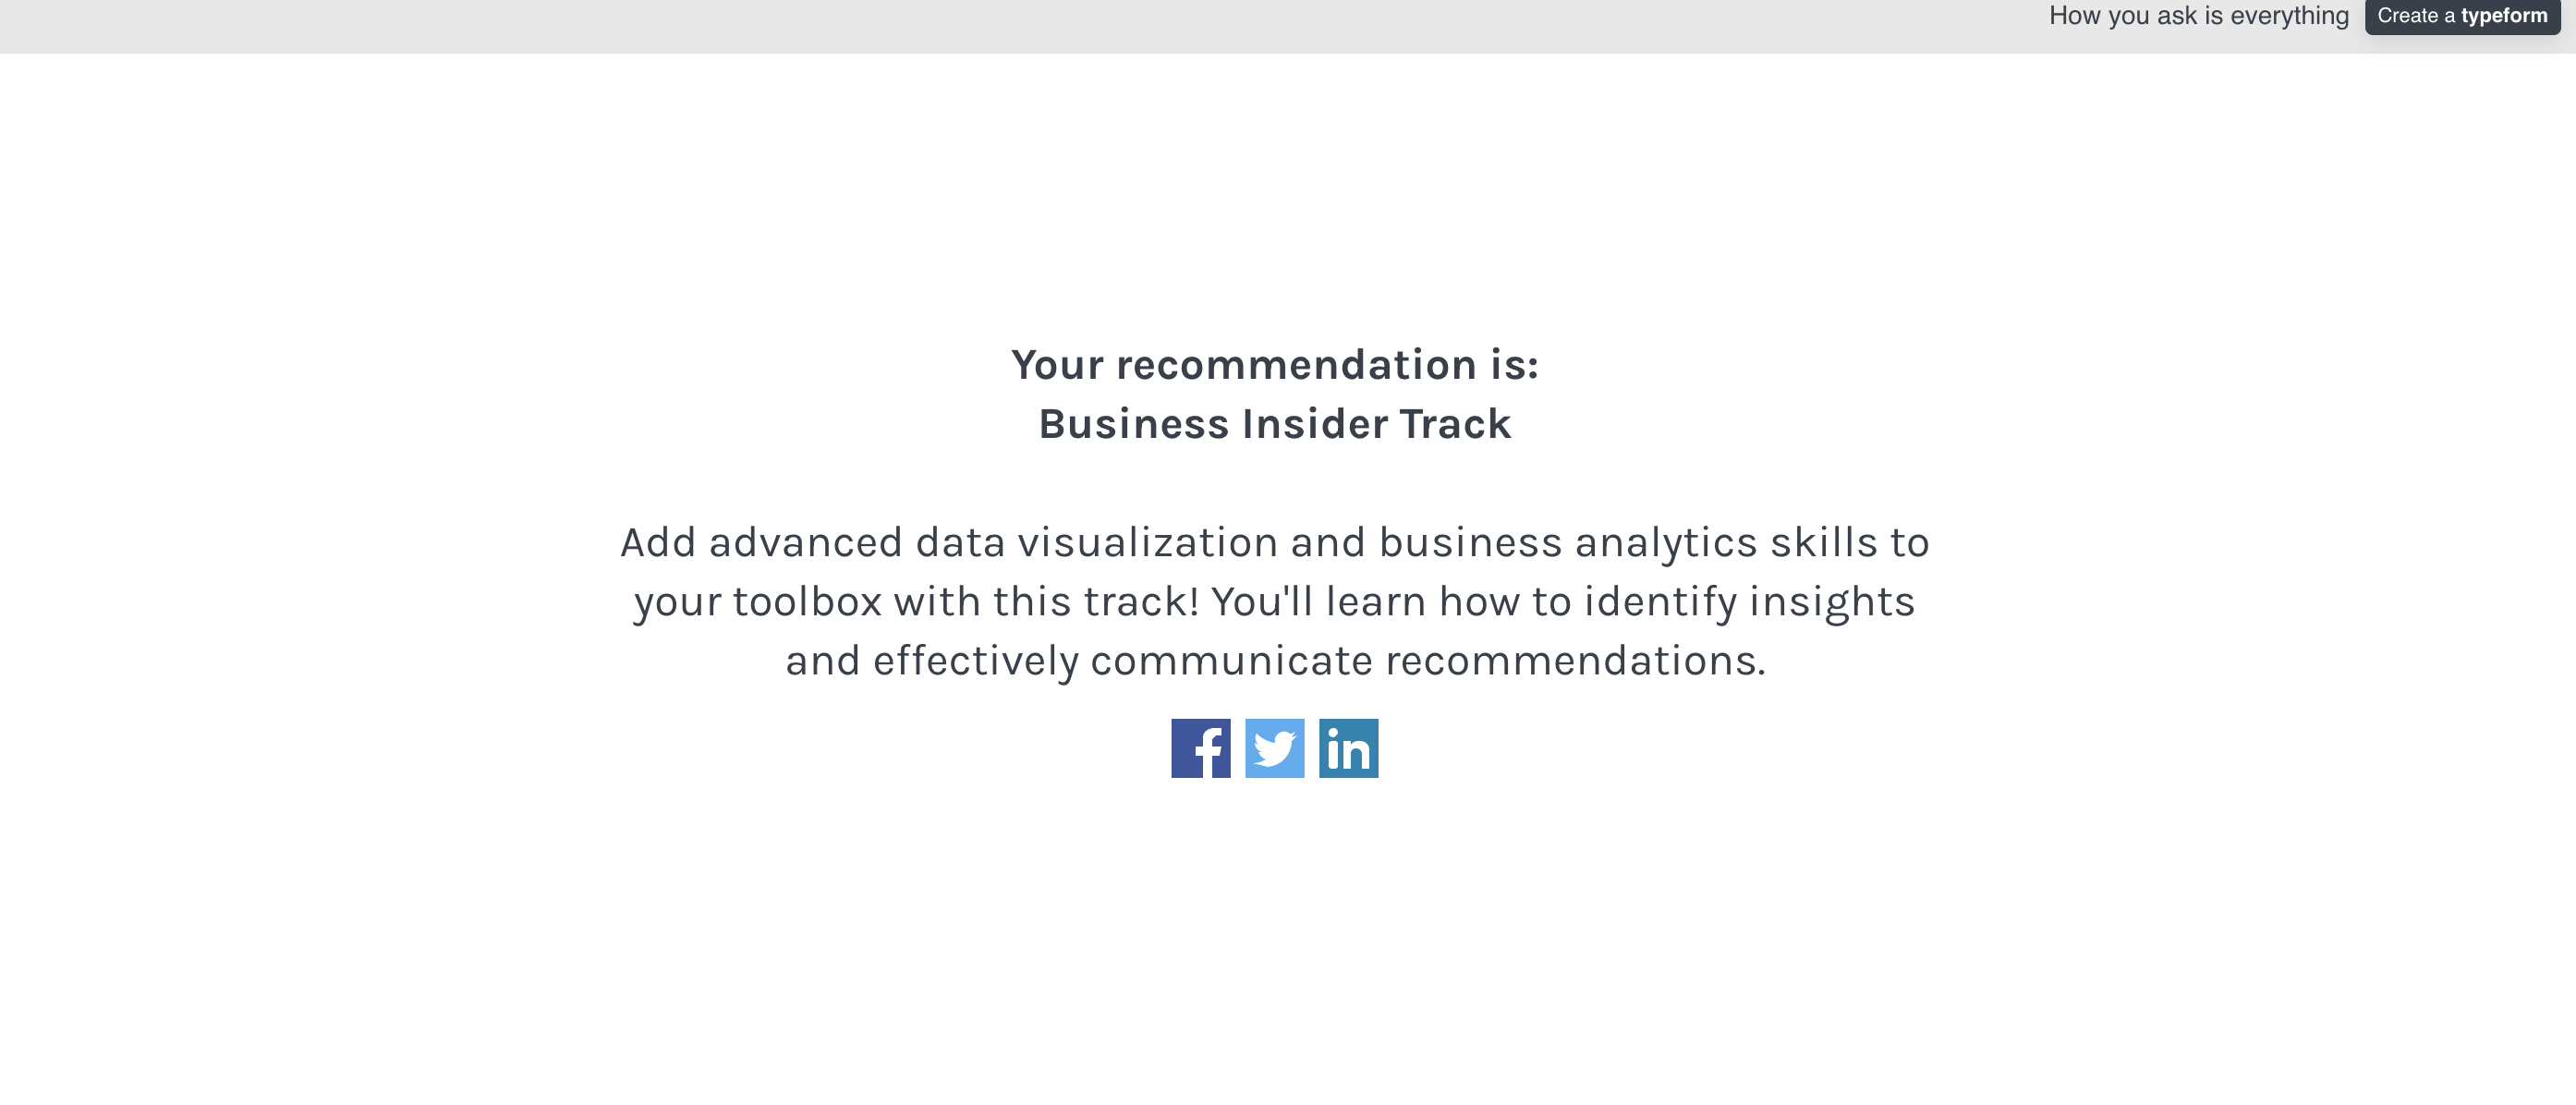 How you ask is everything
Create a typeform
Your recommendation is:
Business Insider Track
Add advanced data visualization and business analytics skills to
your toolbox with this track! You'll learn how to identify insights
and effectively communicate recommendations.
f
in